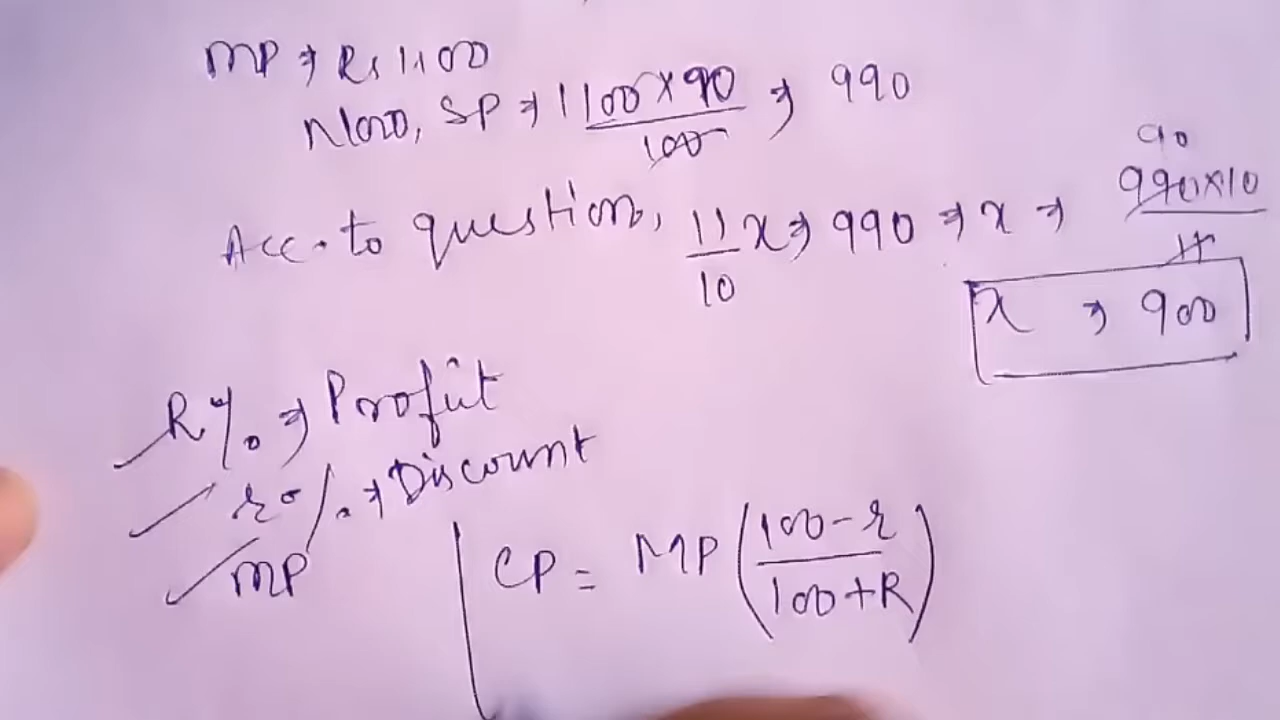 MP ⇒ Rs 1100
Now, SP ⇒ 1100 × 90 / 100 ⇒ 990
Acc. to question, 11/10 x ⇒ 990 ⇒ x ⇒ 990×10 / 11
90
x ⇒ 900
R% ⇒ Profit
r% ⇒ Discount
MP
CP = MP (100 - r / 100 + R)